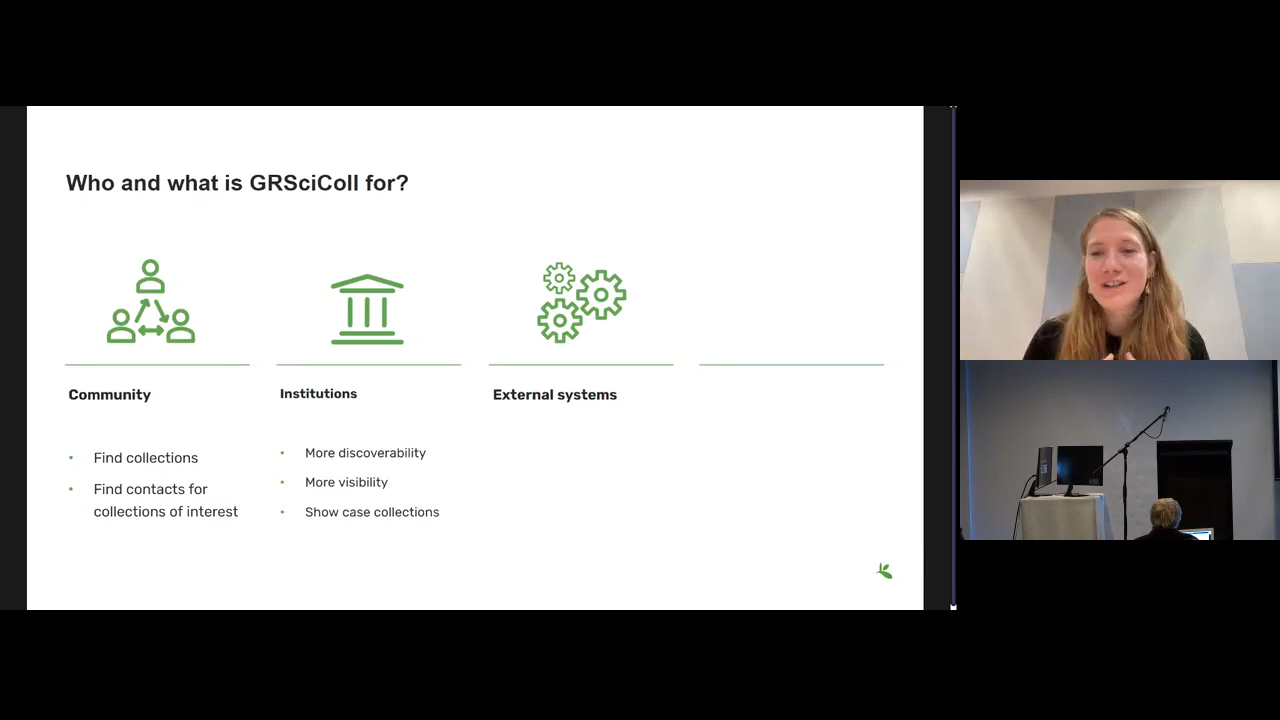 Who and what is GRSciColl for?
Community
Institutions
External systems
Find collections
Find contacts for
collections of interest
More discoverability
More visibility
Show case collections